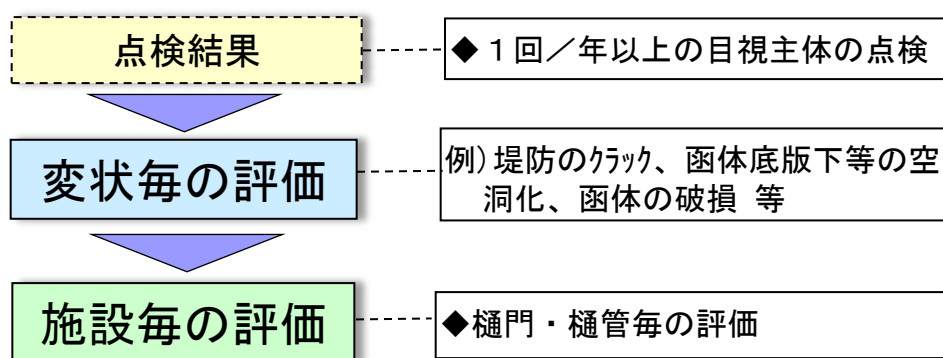 点検結果
◆１回／年以上の目視主体の点検
変状毎の評価
例）堤防のｸﾗｯｸ、函体底版下等の空
洞化、函体の破損 等
施設毎の評価
◆樋門・樋管毎の評価